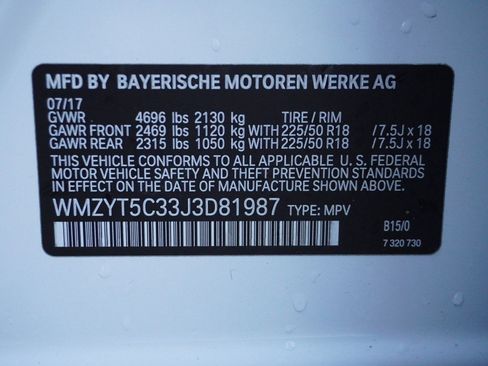 MFD BY BAYERISCHE MOTOREN WERKE AG
07/17
GVWR 4696 lbs 2130 kg TIRE / RIM
GAWR FRONT 2469 lbs 1120 kg WITH 225/50 R18 /7.5J x 18
GAWR REAR 2315 lbs 1050 kg WITH 225/50 R18 /7.5J x 18
THIS VEHICLE CONFORMS TO ALL APPLICABLE U. S. FEDERAL
MOTOR VEHICLE SAFETY AND THEFT PREVENTION STANDARDS
IN EFFECT ON THE DATE OF MANUFACTURE SHOWN ABOVE.
WMZYT5C33J3D81987 TYPE: MPV
B15/0
7 320 730